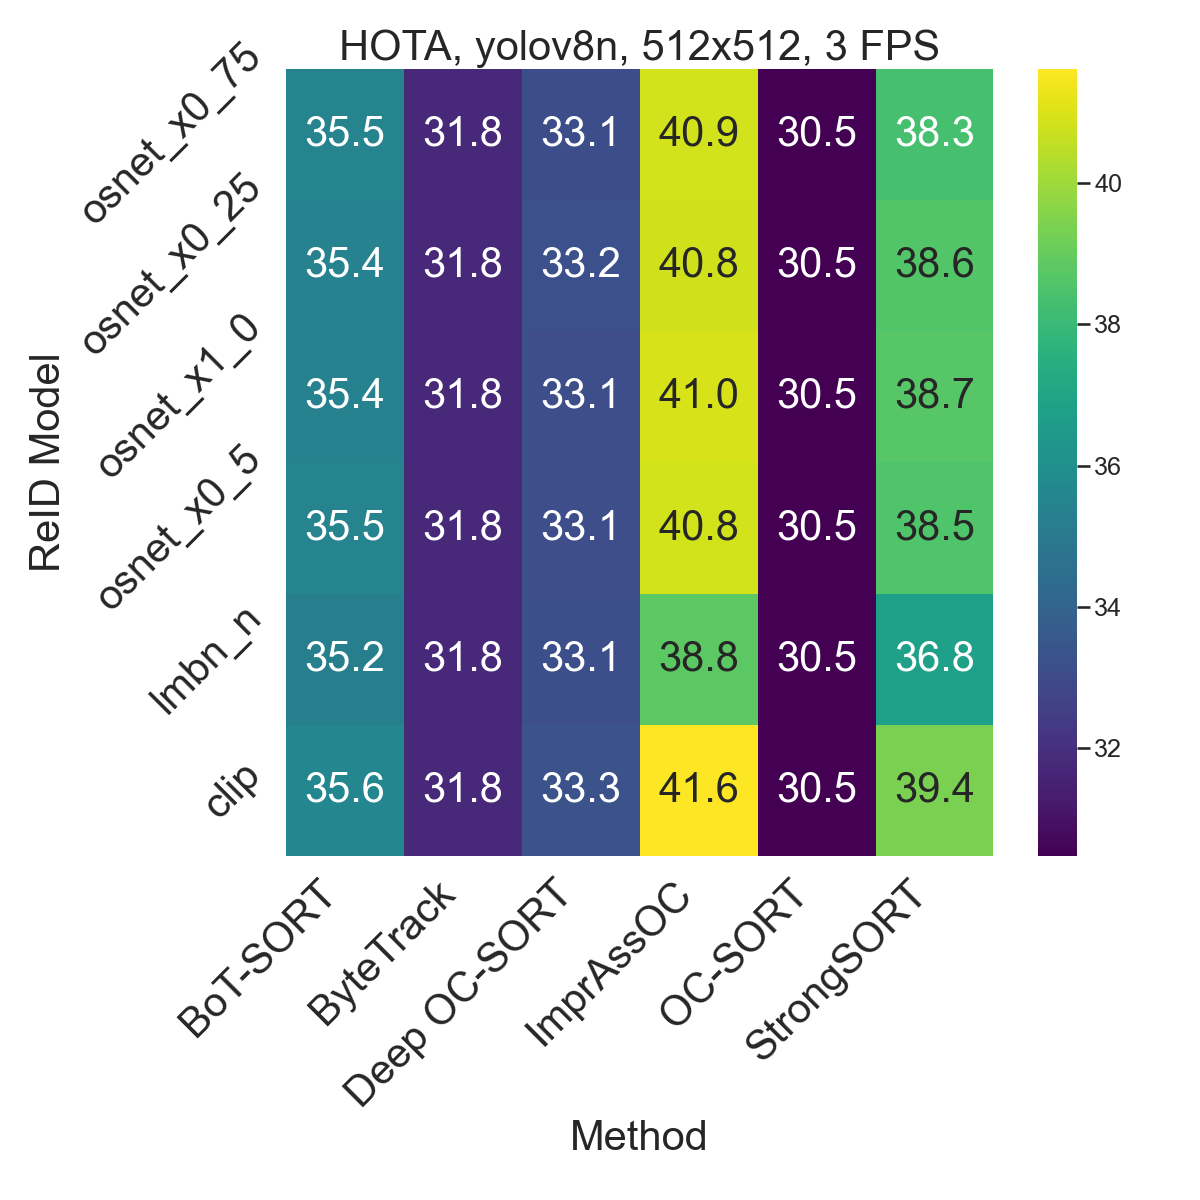 HOTA, yolov8n, 512x512, 3 FPS
ReID Model
osnet_x0_75
35.5 31.8 33.1 40.9 30.5 38.3
osnet_x0_25
35.4 31.8 33.2 40.8 30.5 38.6
osnet_x1_0
35.4 31.8 33.1 41.0 30.5 38.7
osnet_x0_5
35.5 31.8 33.1 40.8 30.5 38.5
lmbn_n
35.2 31.8 33.1 38.8 30.5 36.8
clip
35.6 31.8 33.3 41.6 30.5 39.4
BoT-SORT
ByteTrack
Deep OC-SORT
ImprAssOC
OC-SORT
StrongSORT
Method
40
38
36
34
32